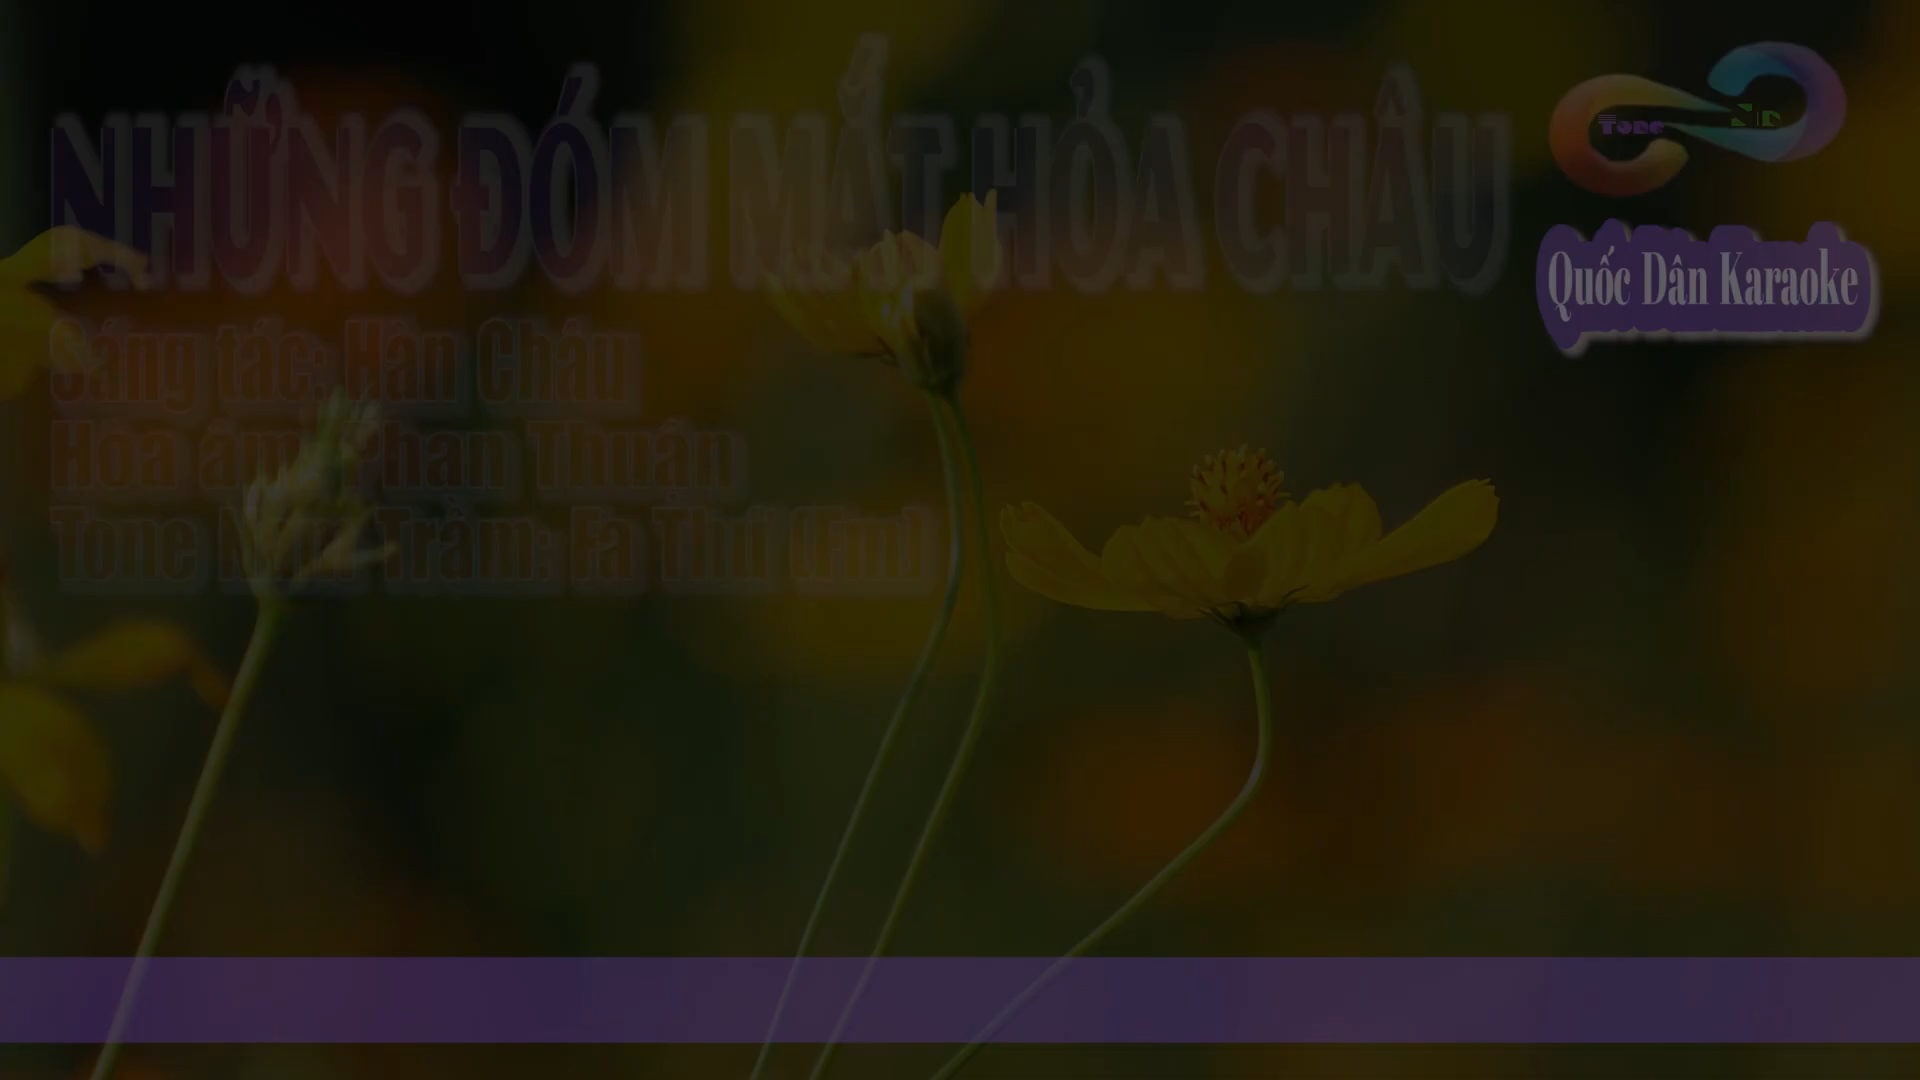 NHỮNG ĐÓM MẮT HỎA CHÂU
Tone
Quốc Dân Karaoke
Sáng tác: Hàn Châu
Hòa âm: Phan Thuận
Tone Nam Trầm: Fa Thứ (Fm)